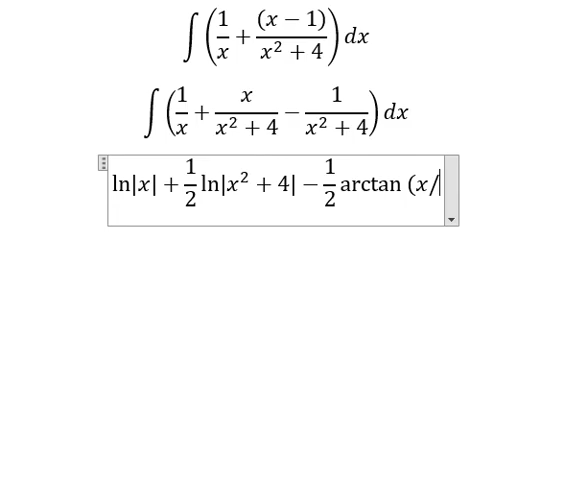 ∫(1/x + (x − 1)/(x² + 4)) dx
∫(1/x + x/(x² + 4) − 1/(x² + 4)) dx
ln|x| + 1/2 ln|x² + 4| − 1/2 arctan (x/